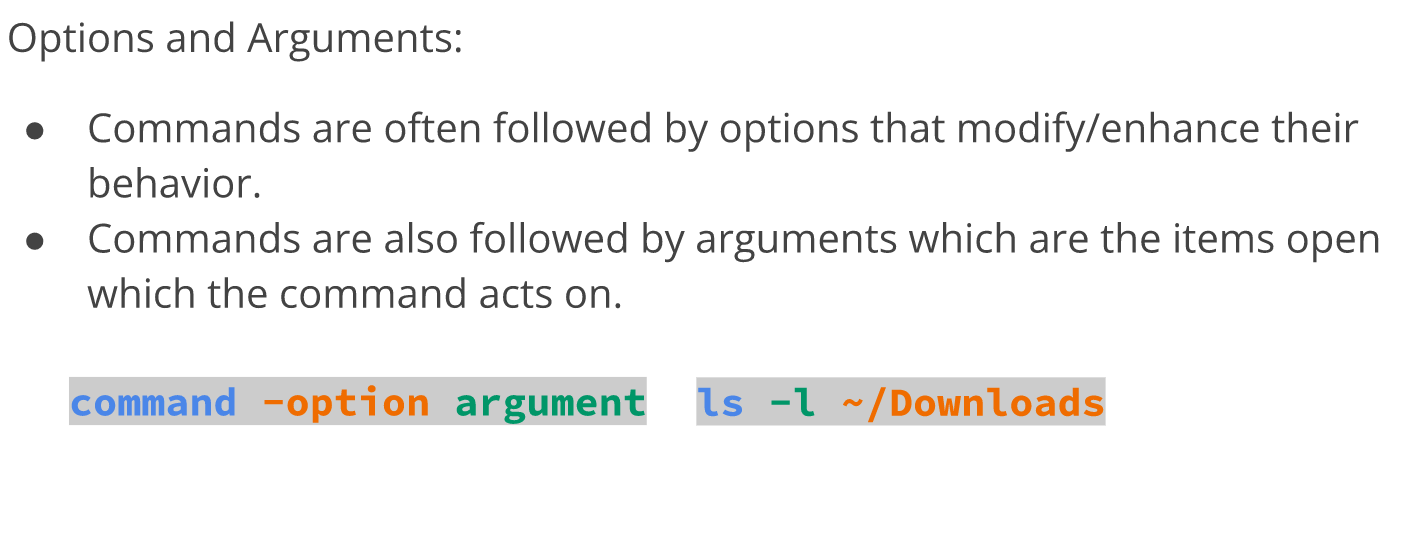 Options and Arguments:
● Commands are often followed by options that modify/enhance their
behavior.
● Commands are also followed by arguments which are the items open
which the command acts on.
command -option argument ls -l ~/Downloads